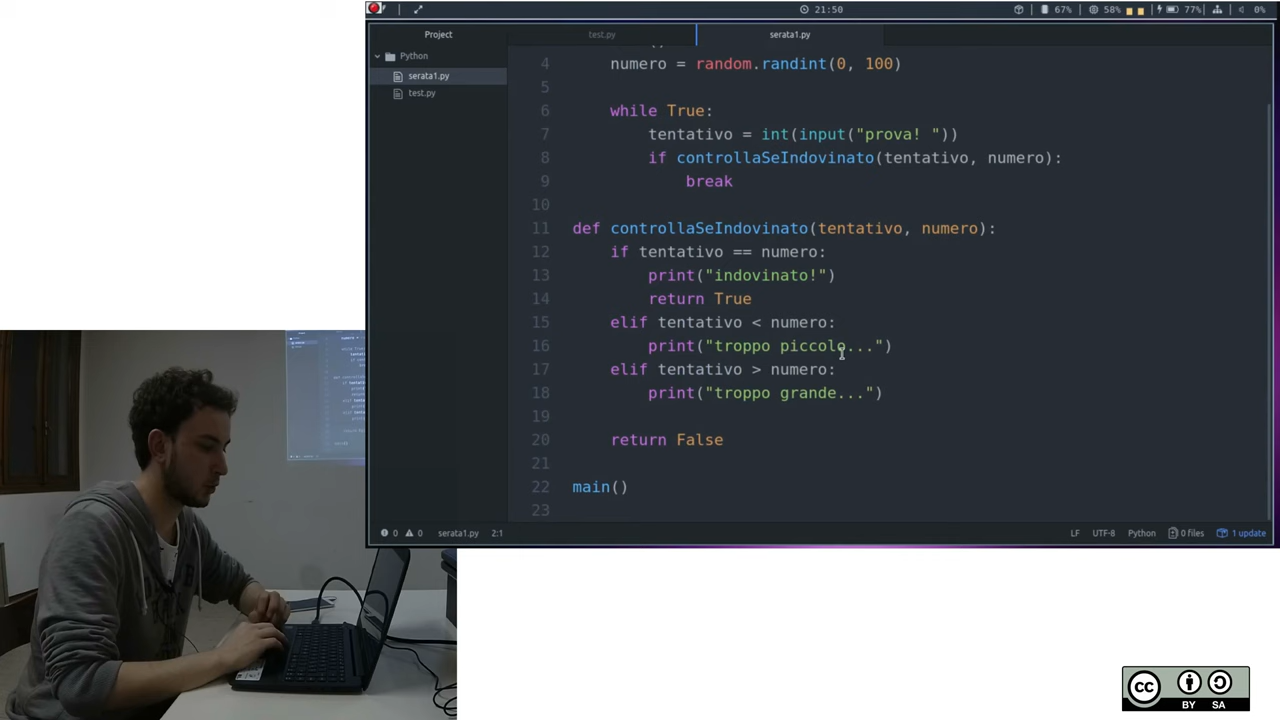 21:50
67%
58%
77%
0%
Project
test.py
serata1.py
Python
serata1.py
test.py
4 numero = random.randint(0, 100)
5
6 while True:
7 tentativo = int(input("prova! "))
8 if controllaSeIndovinato(tentativo, numero):
9 break
10
11 def controllaSeIndovinato(tentativo, numero):
12 if tentativo == numero:
13 print("indovinato!")
14 return True
15 elif tentativo < numero:
16 print("troppo piccolo...")
17 elif tentativo > numero:
18 print("troppo grande...")
19
20 return False
21
22 main()
23
0 0 serata1.py 2:1
LF UTF-8 Python 0 files 1 update
cc BY SA